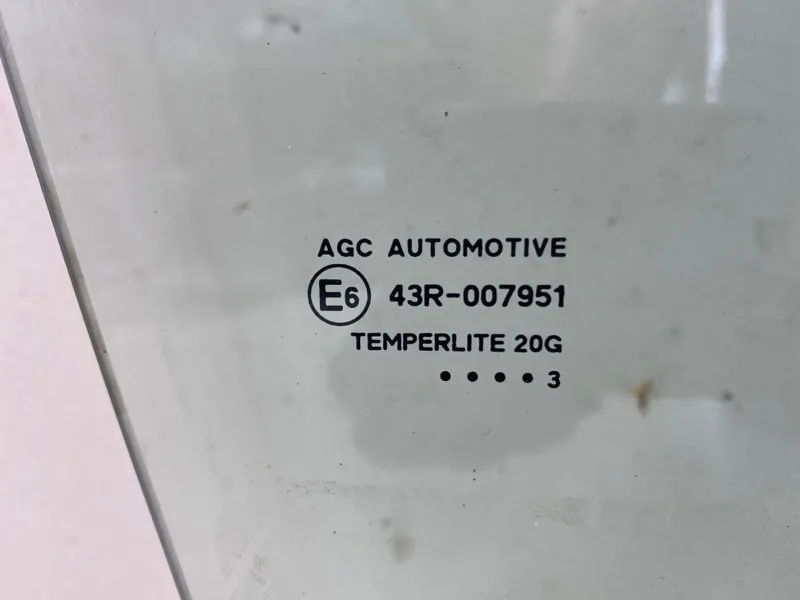 AGC AUTOMOTIVE
E6 43R-007951
TEMPERLITE 20G
• • • • 3